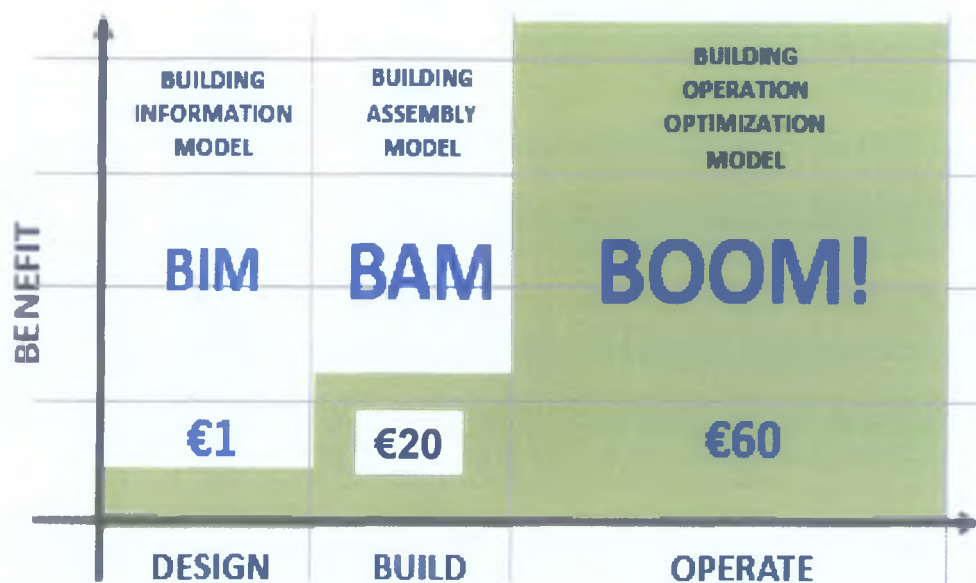 BUILDING
INFORMATION
MODEL
BUILDING
ASSEMBLY
MODEL
BUILDING
OPERATION
OPTIMIZATION
MODEL
BENEFIT
BIM
BAM
BOOM!
€1
€20
€60
DESIGN
BUILD
OPERATE